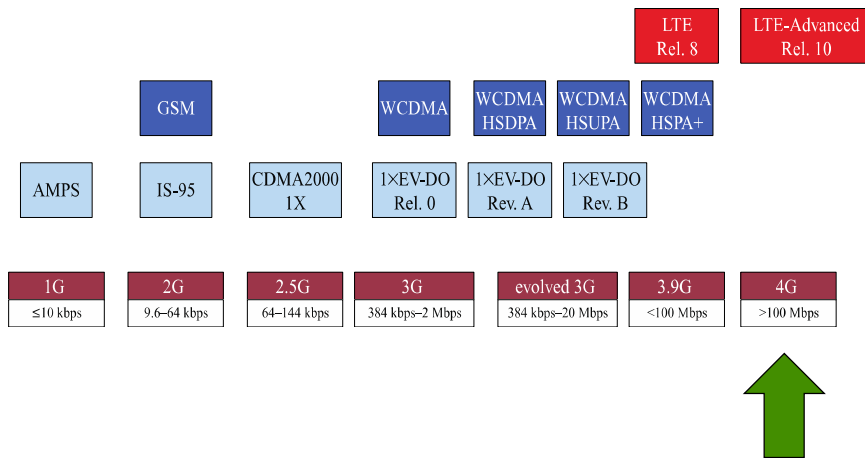 LTE
Rel. 8
LTE-Advanced
Rel. 10
GSM
WCDMA
WCDMA
HSDPA
WCDMA
HSUPA
WCDMA
HSPA+
AMPS
IS-95
CDMA2000
1X
1×EV-DO
Rel. 0
1×EV-DO
Rev. A
1×EV-DO
Rev. B
1G
≤10 kbps
2G
9.6–64 kbps
2.5G
64–144 kbps
3G
384 kbps–2 Mbps
evolved 3G
384 kbps–20 Mbps
3.9G
<100 Mbps
4G
>100 Mbps